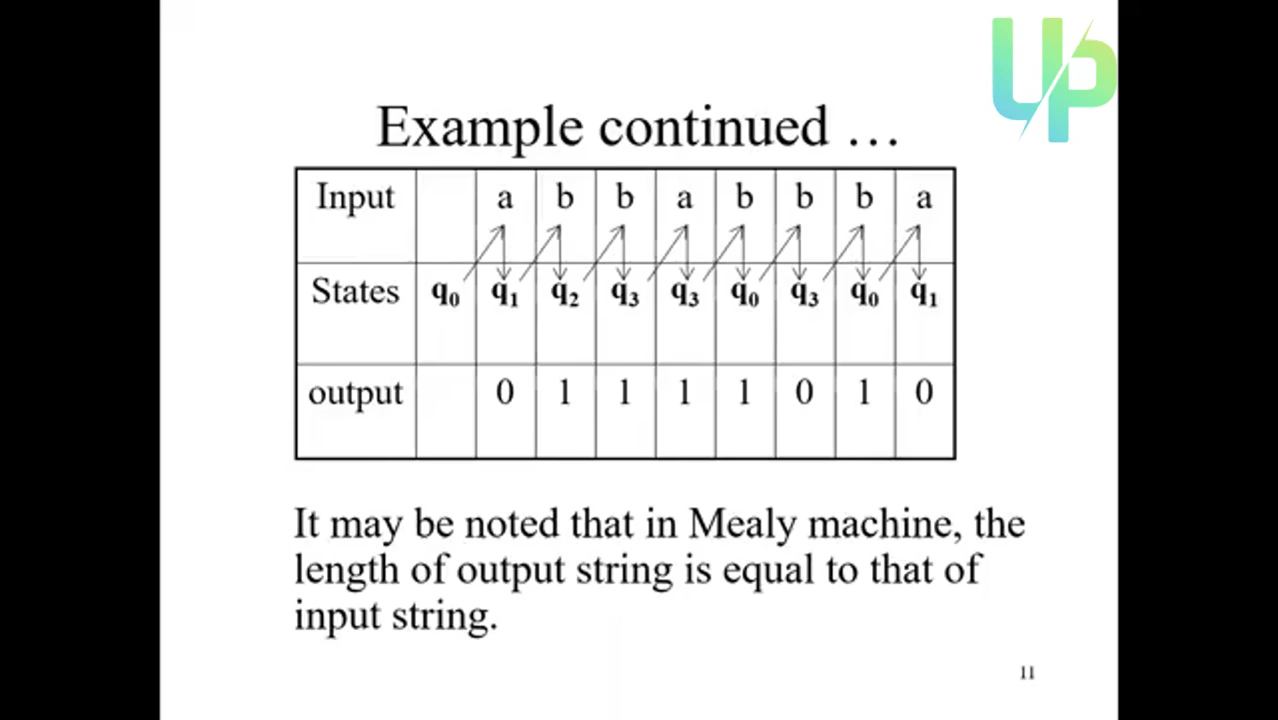 UP
Example continued …
Input a b b a b b b a
States q0 q1 q2 q3 q3 q0 q3 q0 q1
output 0 1 1 1 1 0 1 0
It may be noted that in Mealy machine, the
length of output string is equal to that of
input string.
11